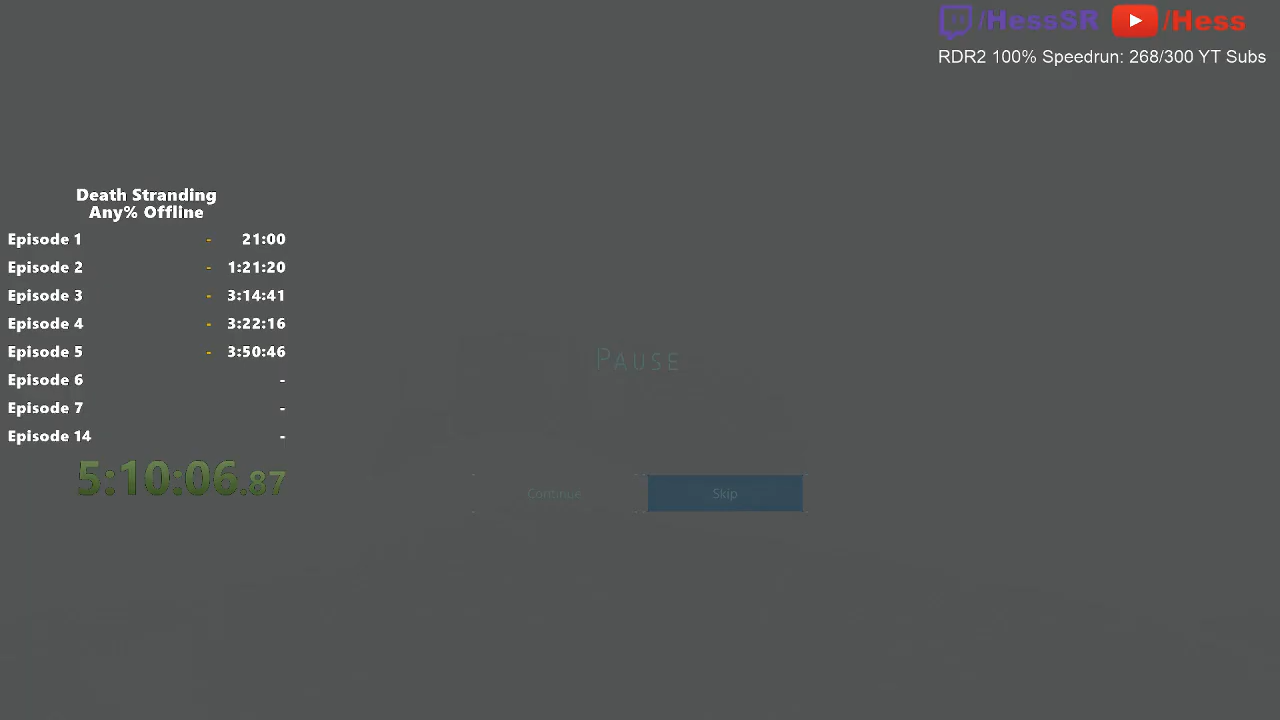 /HessSR /Hess
RDR2 100% Speedrun: 268/300 YT Subs
Death Stranding
Any% Offline
Episode 1 - 21:00
Episode 2 - 1:21:20
Episode 3 - 3:14:41
Episode 4 - 3:22:16
Episode 5 - 3:50:46
Episode 6 -
Episode 7 -
Episode 14 -
5:10:06.87
PAUSE
Continue Skip